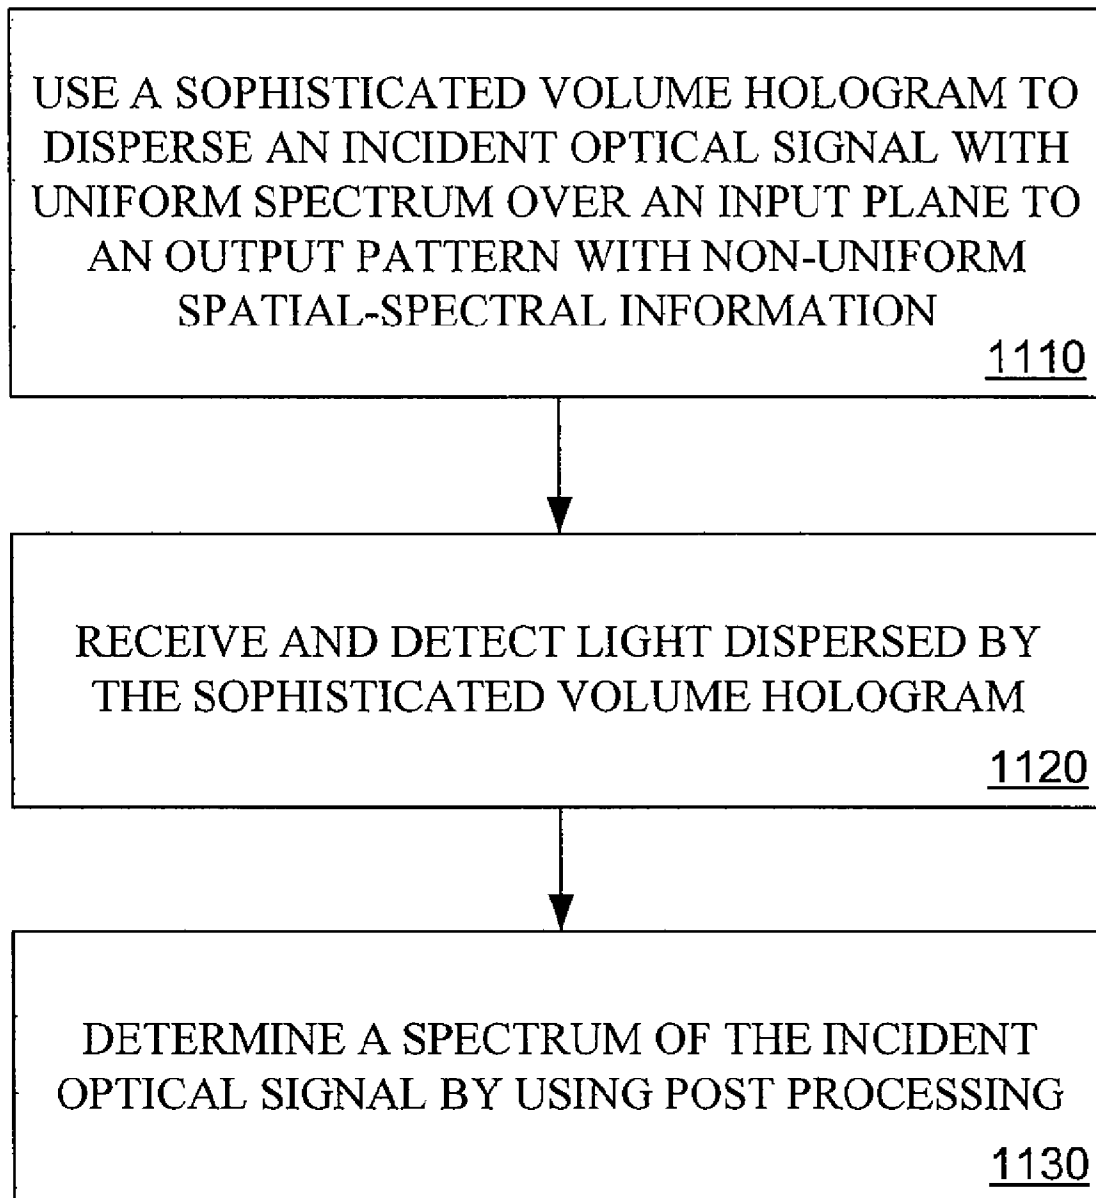 USE A SOPHISTICATED VOLUME HOLOGRAM TO
DISPERSE AN INCIDENT OPTICAL SIGNAL WITH
UNIFORM SPECTRUM OVER AN INPUT PLANE TO
AN OUTPUT PATTERN WITH NON-UNIFORM
SPATIAL-SPECTRAL INFORMATION
1110
RECEIVE AND DETECT LIGHT DISPERSED BY
THE SOPHISTICATED VOLUME HOLOGRAM
1120
DETERMINE A SPECTRUM OF THE INCIDENT
OPTICAL SIGNAL BY USING POST PROCESSING
1130